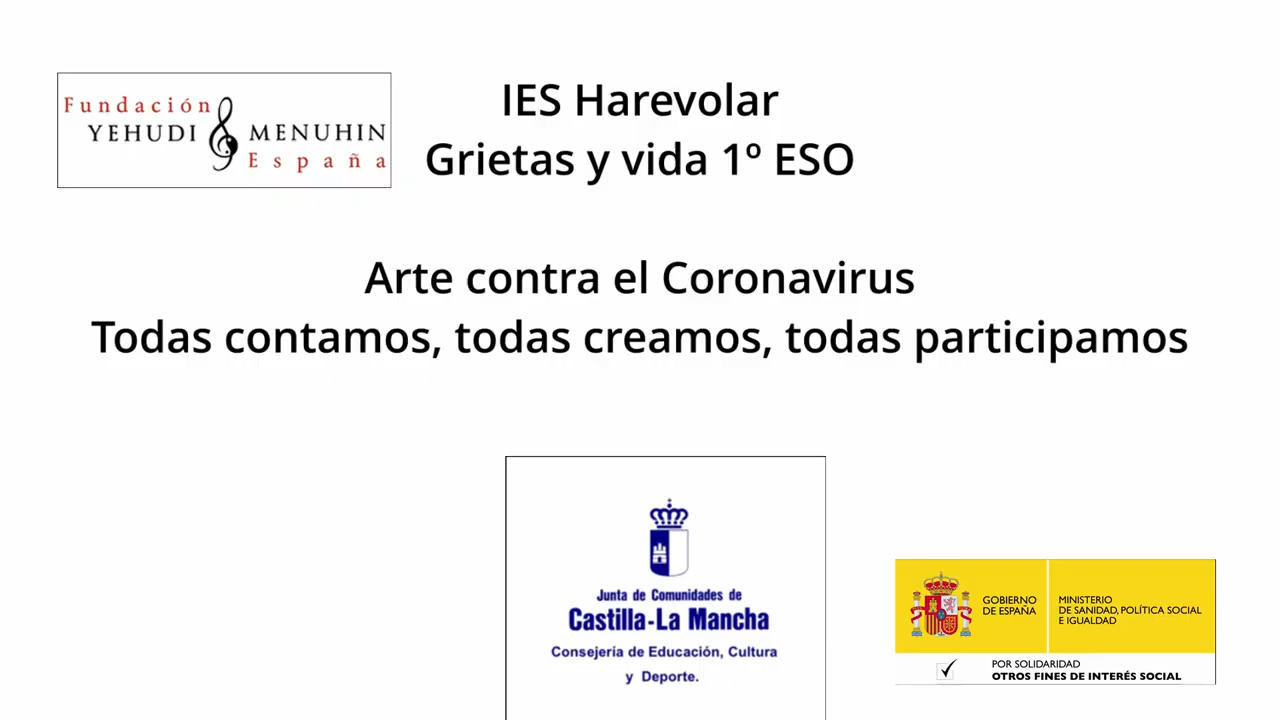 Fundación
YEHUDI MENUHIN
España
IES Harevolar
Grietas y vida 1º ESO
Arte contra el Coronavirus
Todas contamos, todas creamos, todas participamos
Junta de Comunidades de
Castilla-La Mancha
Consejería de Educación, Cultura
y Deporte.
GOBIERNO
DE ESPAÑA
MINISTERIO
DE SANIDAD, POLÍTICA SOCIAL
E IGUALDAD
POR SOLIDARIDAD
OTROS FINES DE INTERÉS SOCIAL